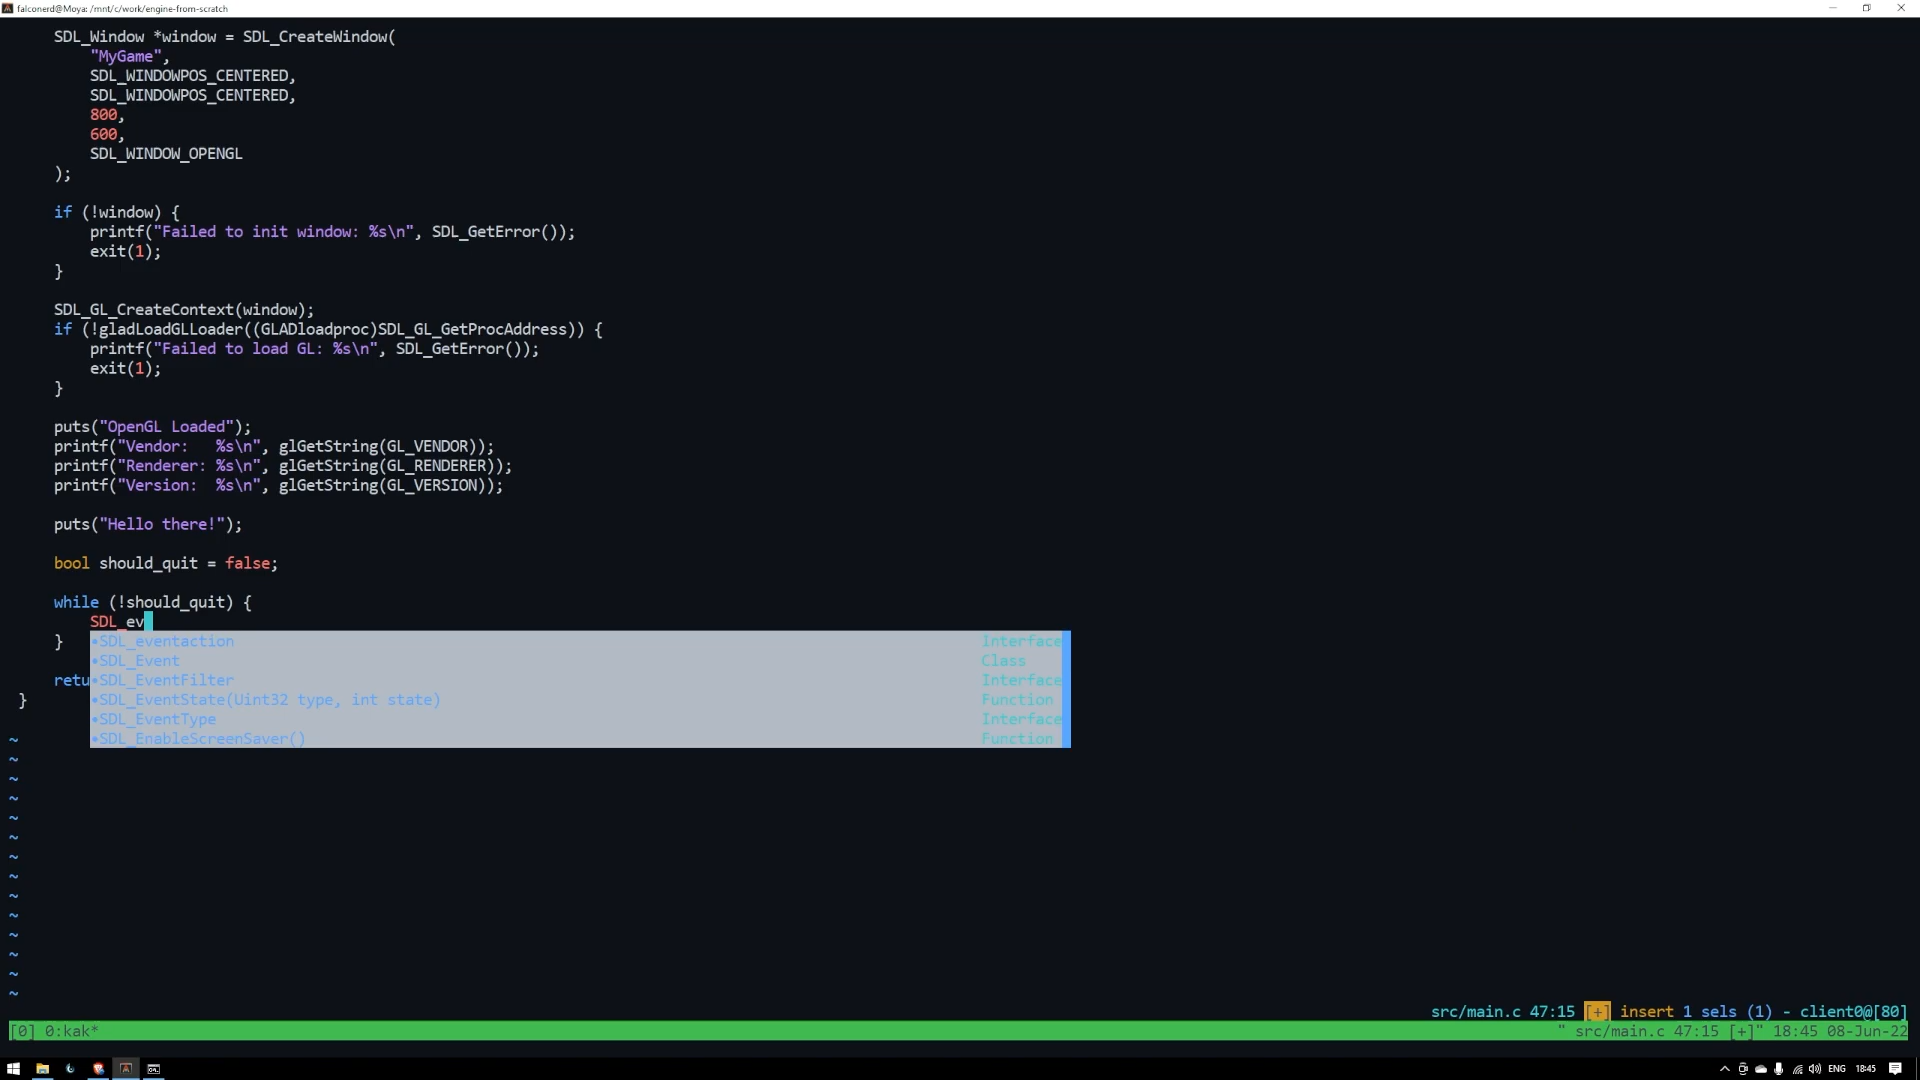 falconerd@Moya: /mnt/c/work/engine-from-scratch
SDL_Window *window = SDL_CreateWindow(
"MyGame",
SDL_WINDOWPOS_CENTERED,
SDL_WINDOWPOS_CENTERED,
800,
600,
SDL_WINDOW_OPENGL
);
if (!window) {
printf("Failed to init window: %s\n", SDL_GetError());
exit(1);
}
SDL_GL_CreateContext(window);
if (!gladLoadGLLoader((GLADloadproc)SDL_GL_GetProcAddress)) {
printf("Failed to load GL: %s\n", SDL_GetError());
exit(1);
}
puts("OpenGL Loaded");
printf("Vendor:   %s\n", glGetString(GL_VENDOR));
printf("Renderer: %s\n", glGetString(GL_RENDERER));
printf("Version:  %s\n", glGetString(GL_VERSION));
puts("Hello there!");
bool should_quit = false;
while (!should_quit) {
SDL_ev
} •SDL_eventaction Interface
•SDL_Event Class
retu•SDL_EventFilter Interface
} •SDL_EventState(Uint32 type, int state) Function
•SDL_EventType Interface
~ •SDL_EnableScreenSaver() Function
~
~
~
~
~
~
~
~
~
~
~
~
~
src/main.c 47:15 [+] insert 1 sels (1) - client0@[80]
[0] 0:kak* " src/main.c 47:15 [+]" 18:45 08-Jun-22
ENG 18:45